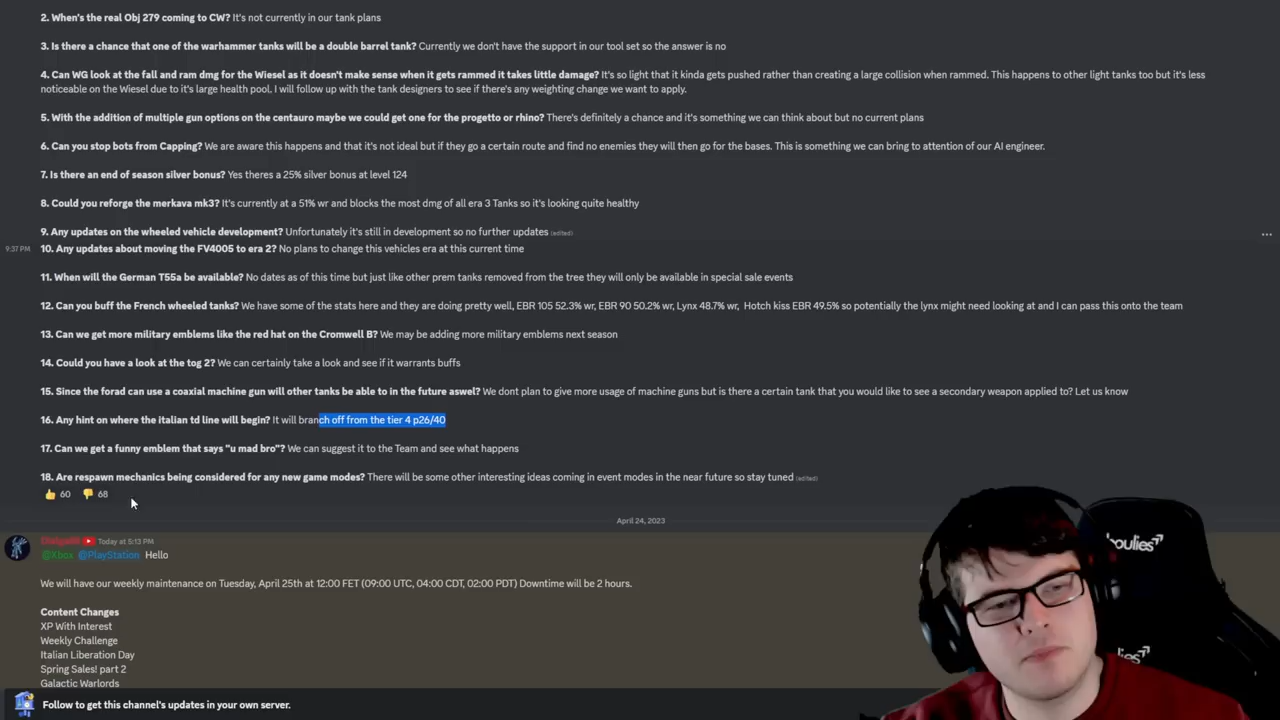 2. When's the real Obj 279 coming to CW? It's not currently in our tank plans
3. Is there a chance that one of the warhammer tanks will be a double barrel tank? Currently we don't have the support in our tool set so the answer is no
4. Can WG look at the fall and ram dmg for the Wiesel as it doesn't make sense when it gets rammed it takes little damage? It's so light that it kinda gets pushed rather than creating a large collision when rammed. This happens to other light tanks too but it's less
noticeable on the Wiesel due to it's large health pool. I will follow up with the tank designers to see if there's any weighting change we want to apply.
5. With the addition of multiple gun options on the centauro maybe we could get one for the progetto or rhino? There's definitely a chance and it's something we can think about but no current plans
6. Can you stop bots from Capping? We are aware this happens and that it's not ideal but if they go a certain route and find no enemies they will then go for the bases. This is something we can bring to attention of our AI engineer.
7. Is there an end of season silver bonus? Yes theres a 25% silver bonus at level 124
8. Could you reforge the merkava mk3? It's currently at a 51% wr and blocks the most dmg of all era 3 Tanks so it's looking quite healthy
9. Any updates on the wheeled vehicle development? Unfortunately it's still in development so no further updates (edited)
9:37 PM 10. Any updates about moving the FV4005 to era 2? No plans to change this vehicles era at this current time
11. When will the German T55a be available? No dates as of this time but just like other prem tanks removed from the tree they will only be available in special sale events
12. Can you buff the French wheeled tanks? We have some of the stats here and they are doing pretty well, EBR 105 52.3% wr, EBR 90 50.2% wr, Lynx 48.7% wr, Hotch kiss EBR 49.5% so potentially the lynx might need looking at and I can pass this onto the team
13. Can we get more military emblems like the red hat on the Cromwell B? We may be adding more military emblems next season
14. Could you have a look at the tog 2? We can certainly take a look and see if it warrants buffs
15. Since the forad can use a coaxial machine gun will other tanks be able to in the future aswel? We dont plan to give more usage of machine guns but is there a certain tank that you would like to see a secondary weapon applied to? Let us know
16. Any hint on where the italian td line will begin? It will branch off from the tier 4 p26/40
17. Can we get a funny emblem that says "u mad bro"? We can suggest it to the Team and see what happens
18. Are respawn mechanics being considered for any new game modes? There will be some other interesting ideas coming in event modes in the near future so stay tuned (edited)
60 68
April 24, 2023
Today at 5:13 PM
@Xbox @PlayStation Hello
We will have our weekly maintenance on Tuesday, April 25th at 12:00 FET (09:00 UTC, 04:00 CDT, 02:00 PDT) Downtime will be 2 hours.
Content Changes
XP With Interest
Weekly Challenge
Italian Liberation Day
Spring Sales! part 2
Galactic Warlords
Follow to get this channel's updates in your own server.